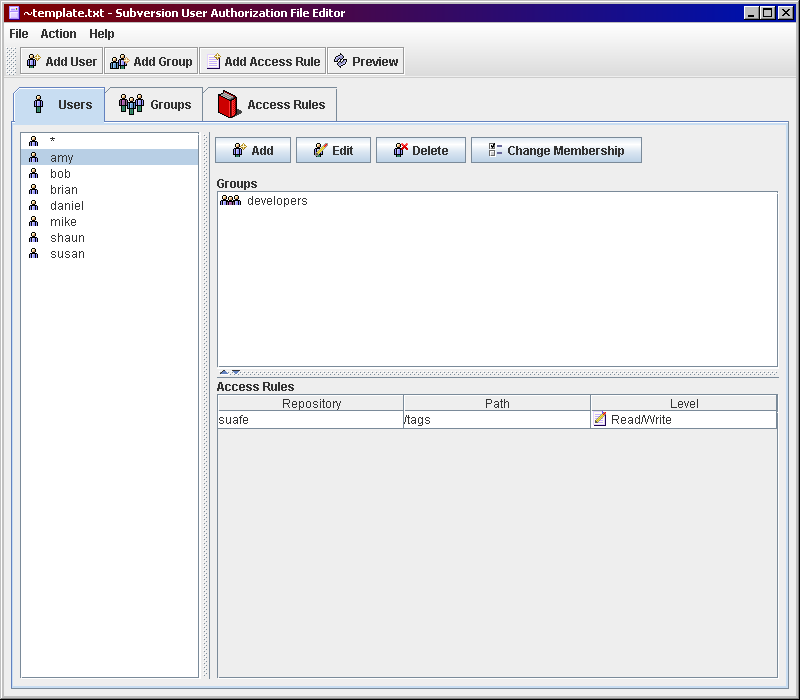 ~template.txt - Subversion User Authorization File Editor
File Action Help
Add User Add Group Add Access Rule Preview
Users Groups Access Rules
*
amy
bob
brian
daniel
mike
shaun
susan
Add Edit Delete Change Membership
Groups
developers
Access Rules
Repository Path Level
suafe /tags Read/Write